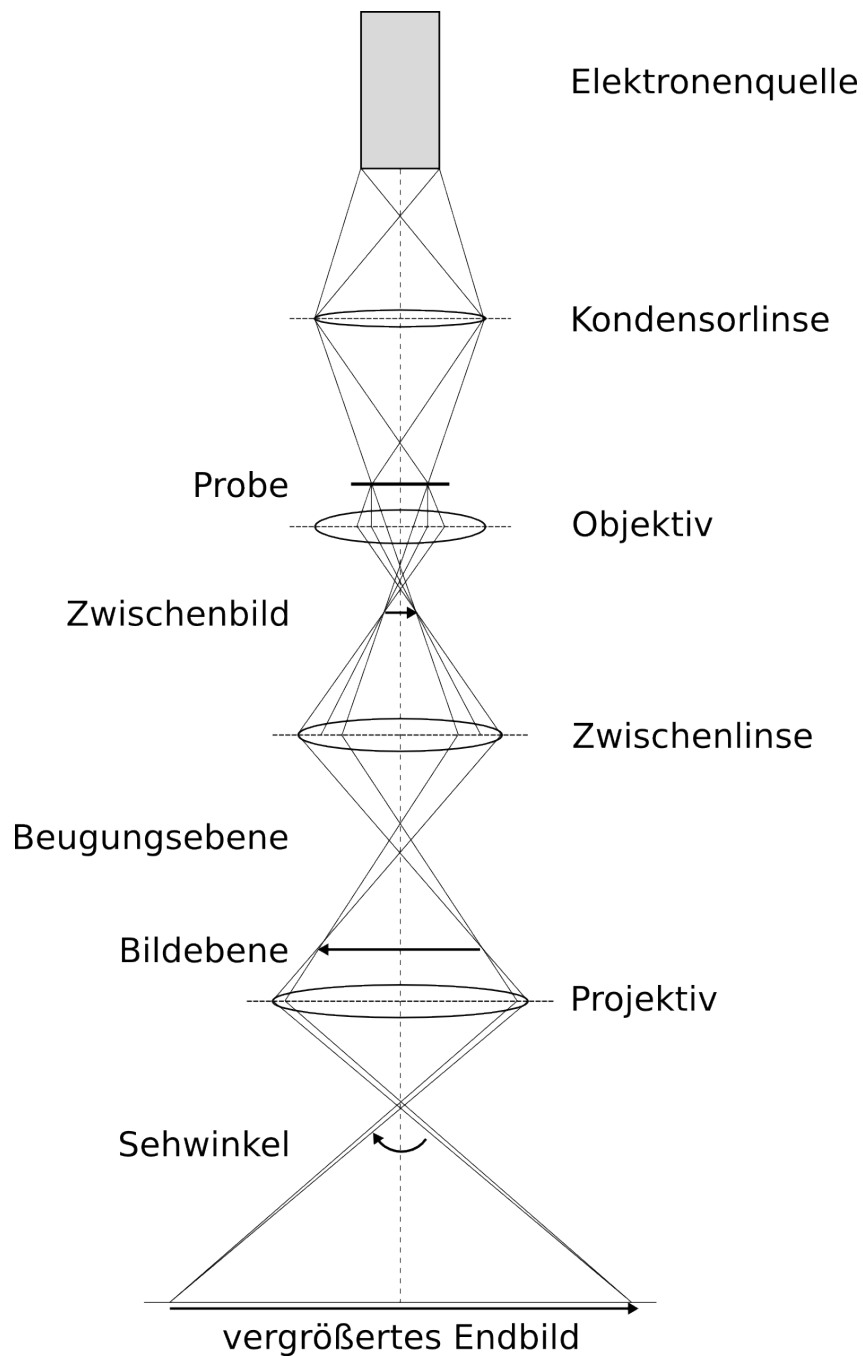 Elektronenquelle
Kondensorlinse
Probe
Objektiv
Zwischenbild
Zwischenlinse
Beugungsebene
Bildebene
Projektiv
Sehwinkel
vergrößertes Endbild